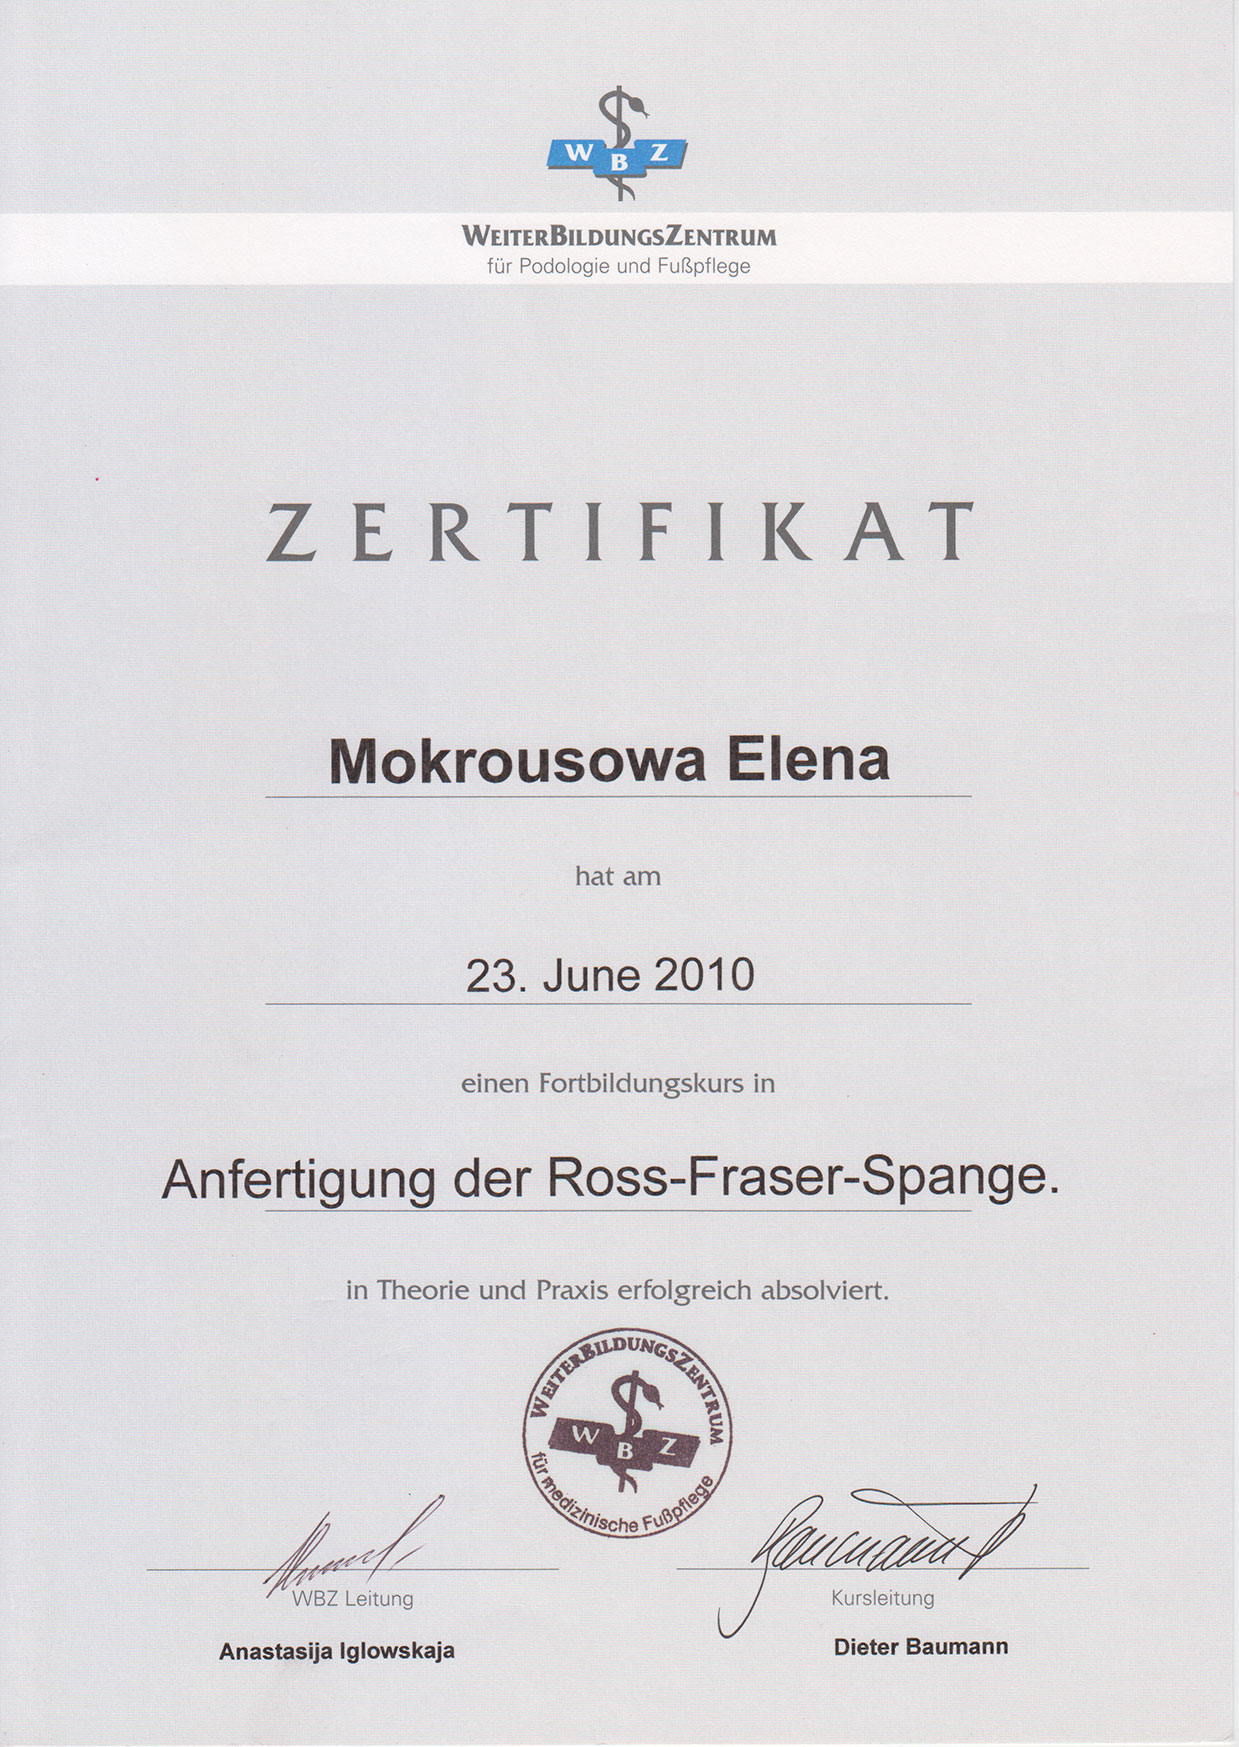 W B Z
WEITERBILDUNGSZENTRUM
für Podologie und Fußpflege
ZERTIFIKAT
Mokrousowa Elena
hat am
23. June 2010
einen Fortbildungskurs in
Anfertigung der Ross-Fraser-Spange.
in Theorie und Praxis erfolgreich absolviert.
WEITERBILDUNGSZENTRUM
W B Z
für medizinische Fußpflege
Baumann
WBZ Leitung
Kursleitung
Anastasija Iglowskaja
Dieter Baumann